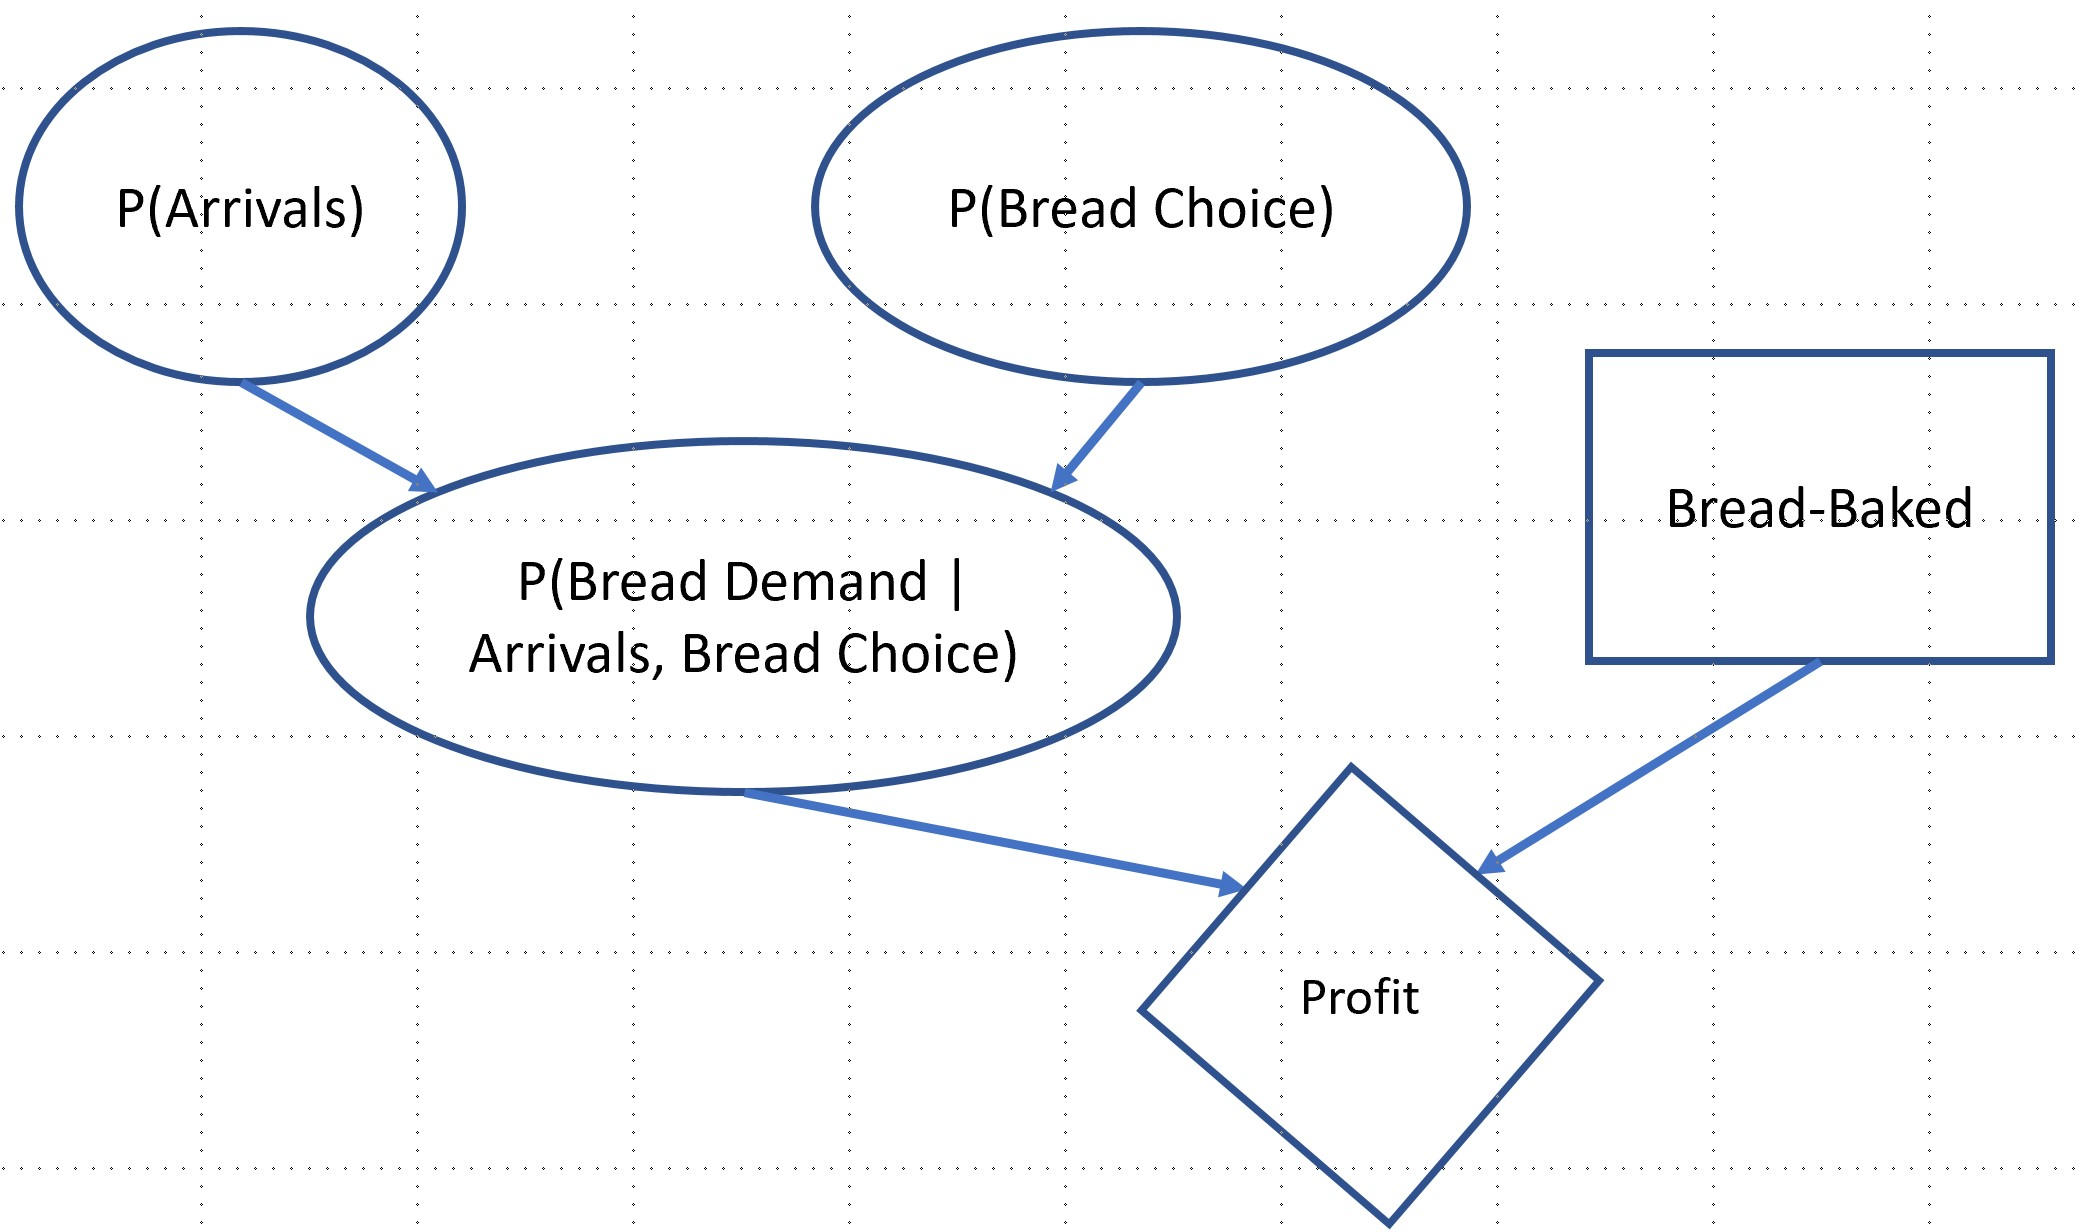 P(Arrivals)
P(Bread Choice)
Bread-Baked
P(Bread Demand |
Arrivals, Bread Choice)
Profit